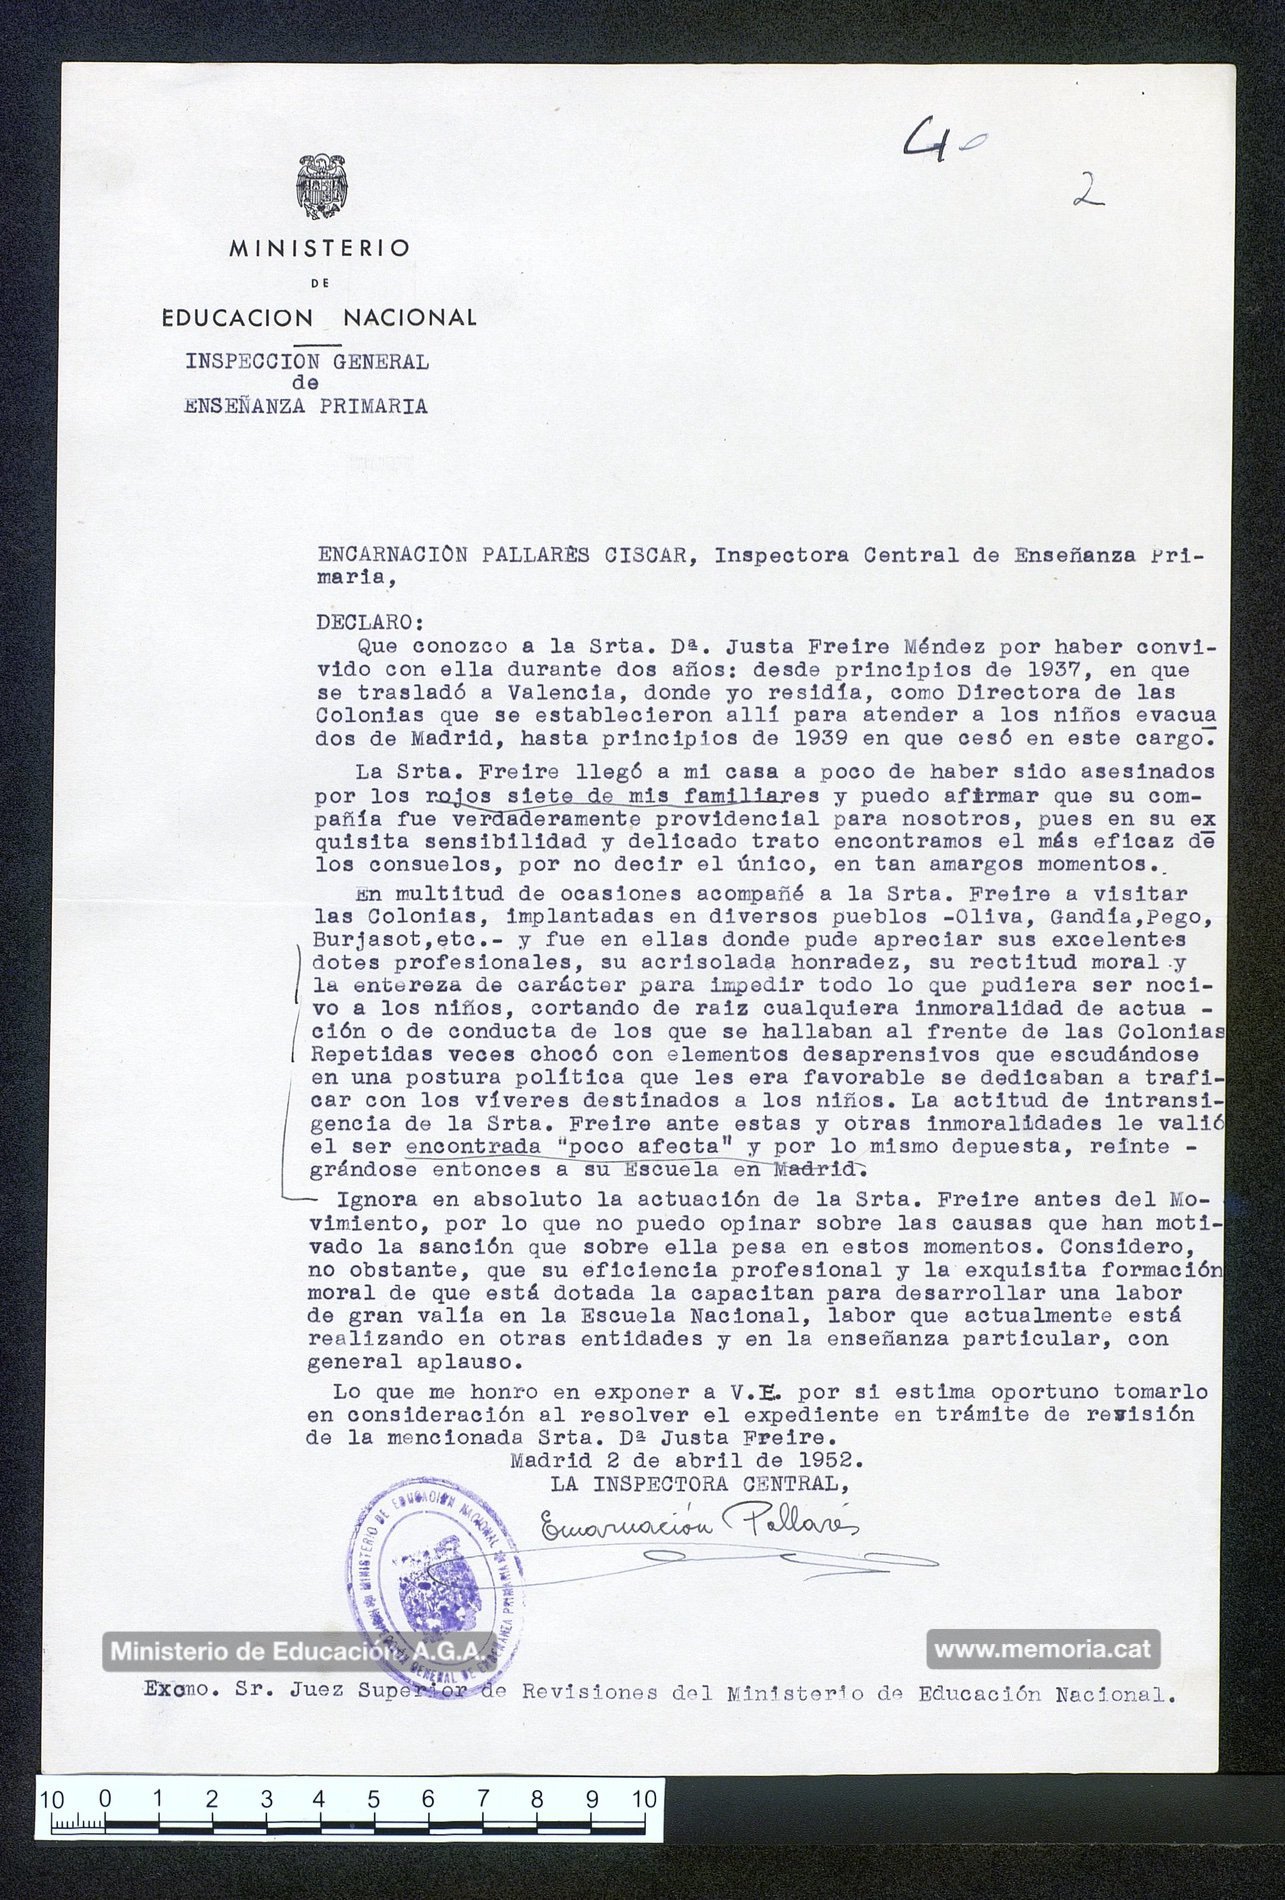 40
2
MINISTERIO
DE
EDUCACION NACIONAL
INSPECCION GENERAL
de
ENSEÑANZA PRIMARIA
ENCARNACIÓN PALLARÉS CISCAR, Inspectora Central de Enseñanza Pri-
maria,
DECLARO:
Que conozco a la Srta. Dª. Justa Freire Méndez por haber convi-
vido con ella durante dos años: desde principios de 1937, en que
se trasladó a Valencia, donde yo residía, como Directora de las
Colonias que se establecieron allí para atender a los niños evacua
dos de Madrid, hasta principios de 1939 en que cesó en este cargo.
La Srta. Freire llegó a mi casa a poco de haber sido asesinados
por los rojos siete de mis familiares y puedo afirmar que su com-
pañía fue verdaderamente providencial para nosotros, pues en su ex
quisita sensibilidad y delicado trato encontramos el más eficaz de
los consuelos, por no decir el único, en tan amargos momentos.
En multitud de ocasiones acompañé a la Srta. Freire a visitar
las Colonias, implantadas en diversos pueblos -Oliva, Gandía,Pego,
Burjasot,etc.- y fue en ellas donde pude apreciar sus excelentes
dotes profesionales, su acrisolada honradez, su rectitud moral y
la entereza de carácter para impedir todo lo que pudiera ser noci-
vo a los niños, cortando de raiz cualquiera inmoralidad de actua -
ción o de conducta de los que se hallaban al frente de las Colonias
Repetidas veces chocó con elementos desaprensivos que escudándose
en una postura política que les era favorable se dedicaban a trafi-
car con los víveres destinados a los niños. La actitud de intransi-
gencia de la Srta. Freire ante estas y otras inmoralidades le valió
el ser encontrada "poco afecta" y por lo mismo depuesta, reinte -
grándose entonces a su Escuela en Madrid.
Ignora en absoluto la actuación de la Srta. Freire antes del Mo-
vimiento, por lo que no puedo opinar sobre las causas que han moti-
vado la sanción que sobre ella pesa en estos momentos. Considero,
no obstante, que su eficiencia profesional y la exquisita formación
moral de que está dotada la capacitan para desarrollar una labor
de gran valía en la Escuela Nacional, labor que actualmente está
realizando en otras entidades y en la enseñanza particular, con
general aplauso.
Lo que me honro en exponer a V.E. por si estima oportuno tomarlo
en consideración al resolver el expediente en trámite de revisión
de la mencionada Srta. Dª Justa Freire.
Madrid 2 de abril de 1952.
LA INSPECTORA CENTRAL,
Encarnación Pallarés
MINISTERIO DE EDUCACION NACIONAL
INSPECCIÓN GENERAL DE ENSEÑANZA PRIMARIA
Ministerio de Educación A.G.A.
www.memoria.cat
Excmo. Sr. Juez Superior de Revisiones del Ministerio de Educación Nacional.
10 0 1 2 3 4 5 6 7 8 9 10